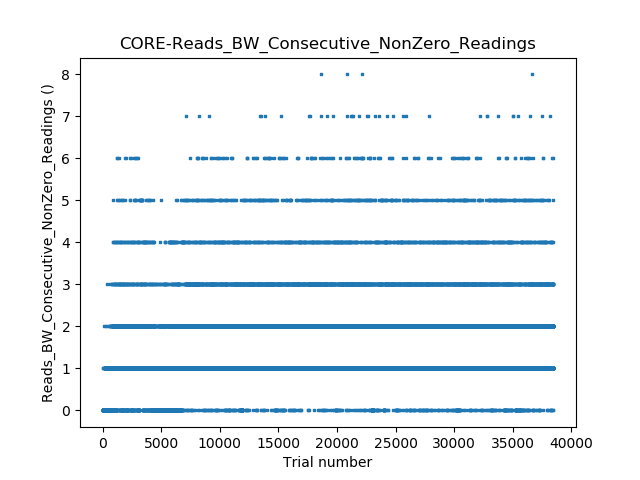 CORE-Reads_BW_Consecutive_NonZero_Readings
Reads_BW_Consecutive_NonZero_Readings ()
8
7
6
5
4
3
2
1
0
0 5000 10000 15000 20000 25000 30000 35000 40000
Trial number